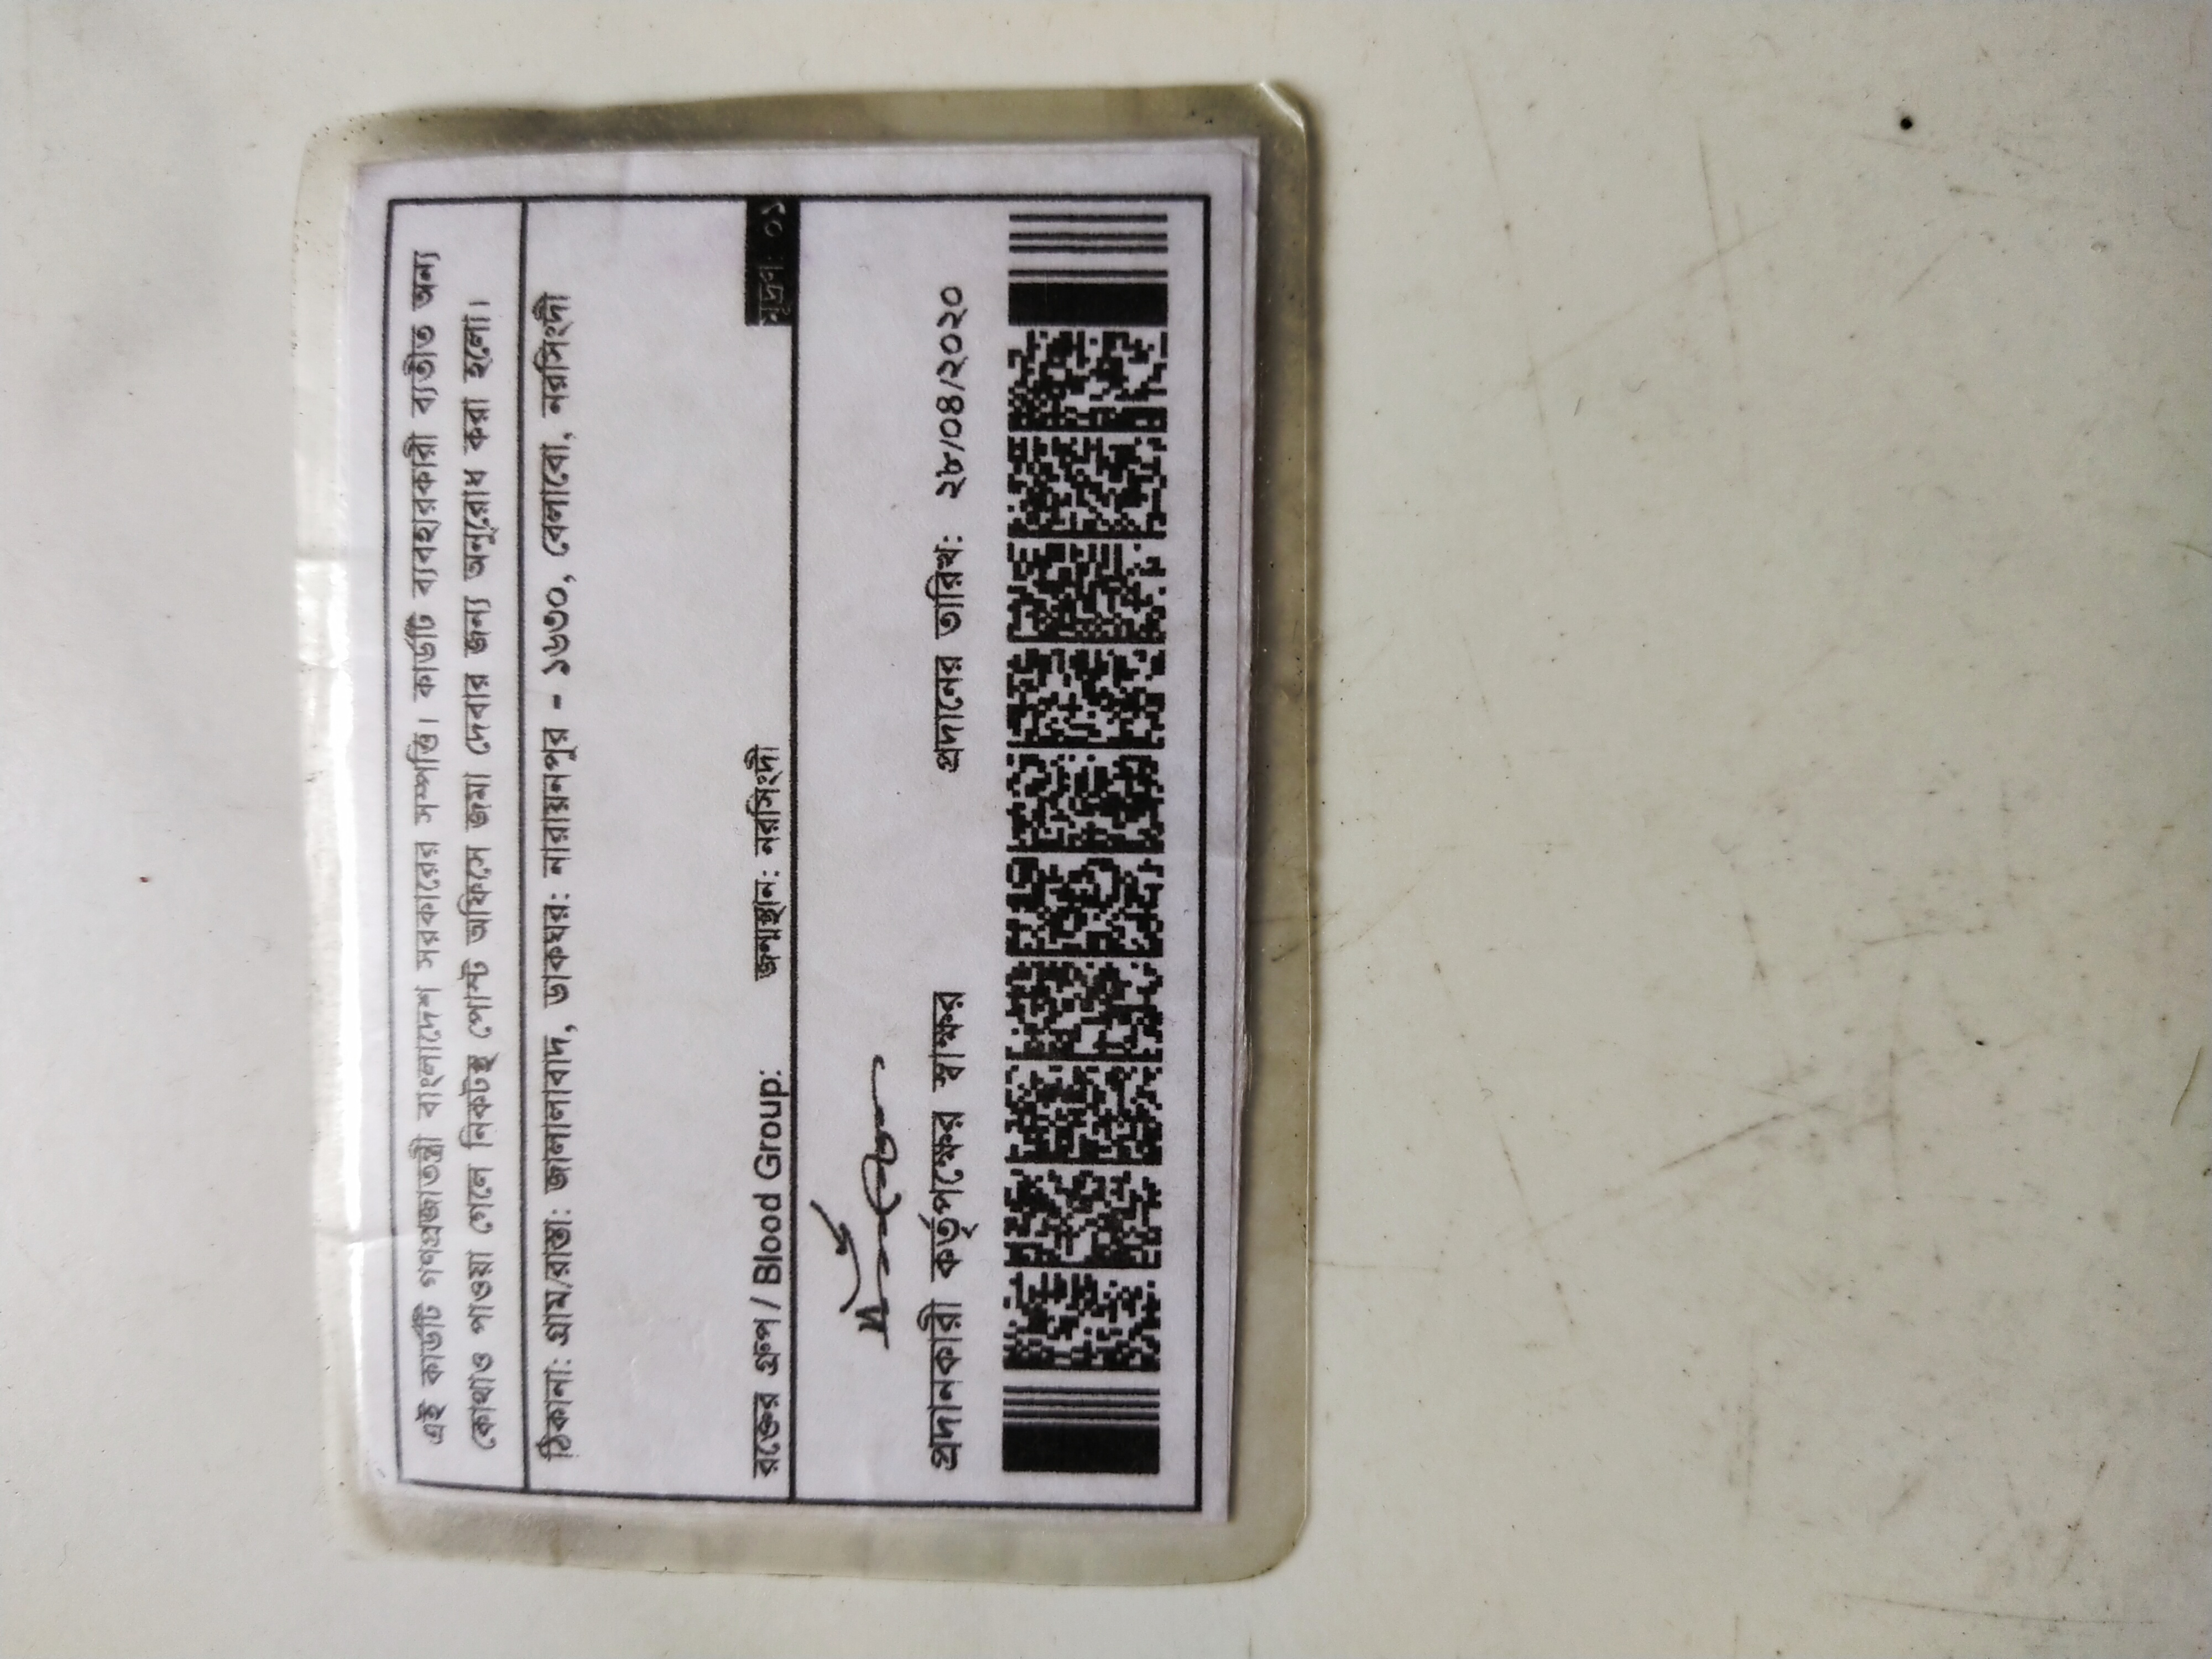 এই কার্ডটি গণপ্রজাতন্ত্রী বাংলাদেশ সরকারের সম্পত্তি। কার্ডটি ব্যবহারকারী ব্যতীত অন্য
কোথাও পাওয়া গেলে নিকটস্থ পোস্ট অফিসে জমা দেবার জন্য অনুরোধ করা হলো।
ঠিকানা: গ্রাম/রাস্তা: জালালাবাদ, ডাকঘর: নারায়নপুর - ১৬৩০, বেলাবো, নরসিংদী
রক্তের গ্রুপ / Blood Group: জন্মস্থান: নরসিংদী মুদ্রণ: ০১
প্রদানকারী কর্তৃপক্ষের স্বাক্ষর প্রদানের তারিখ: ২৮/০৪/২০২০